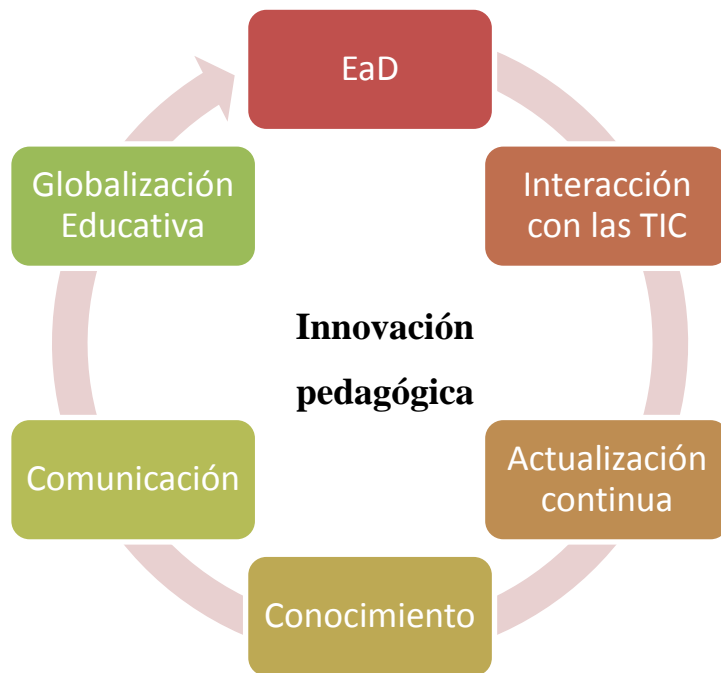 EaD
Interacción
con las TIC
Actualización
continua
Conocimiento
Comunicación
Globalización
Educativa
Innovación
pedagógica